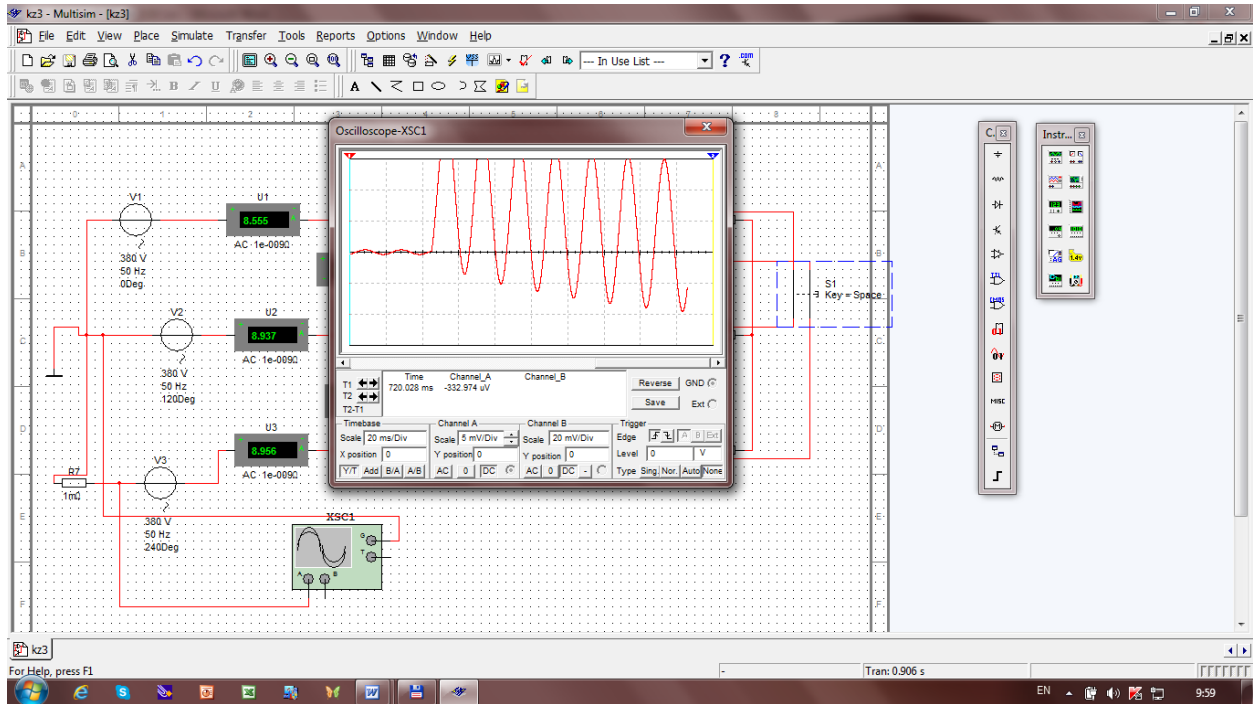 kz3 - Multisim - [kz3]
File Edit View Place Simulate Transfer Tools Reports Options Window Help
--- In Use List ---
Oscilloscope-XSC1
Time Channel_A Channel_B
T1 720.028 ms -332.974 uV
T2
T2-T1
Reverse GND
Save Ext
Timebase Channel A Channel B Trigger
Scale 20 ms/Div Scale 5 mV/Div Scale 20 mV/Div Edge A B Ext
X position 0 Y position 0 Y position 0 Level 0 V
Y/T Add B/A A/B AC 0 DC AC 0 DC - Type Sing. Nor. Auto None
V1
380 V
50 Hz
0Deg
U1
8.555
AC 1e-009Ω
V2
380 V
50 Hz
120Deg
U2
8.937
AC 1e-009Ω
V3
380 V
50 Hz
240Deg
U3
8.956
AC 1e-009Ω
R7
1mΩ
XSC1
G
T
A B
S1
Key = Space
C..
Instr...
MISC
kz3
For Help, press F1
- Tran: 0.906 s
EN 9:59